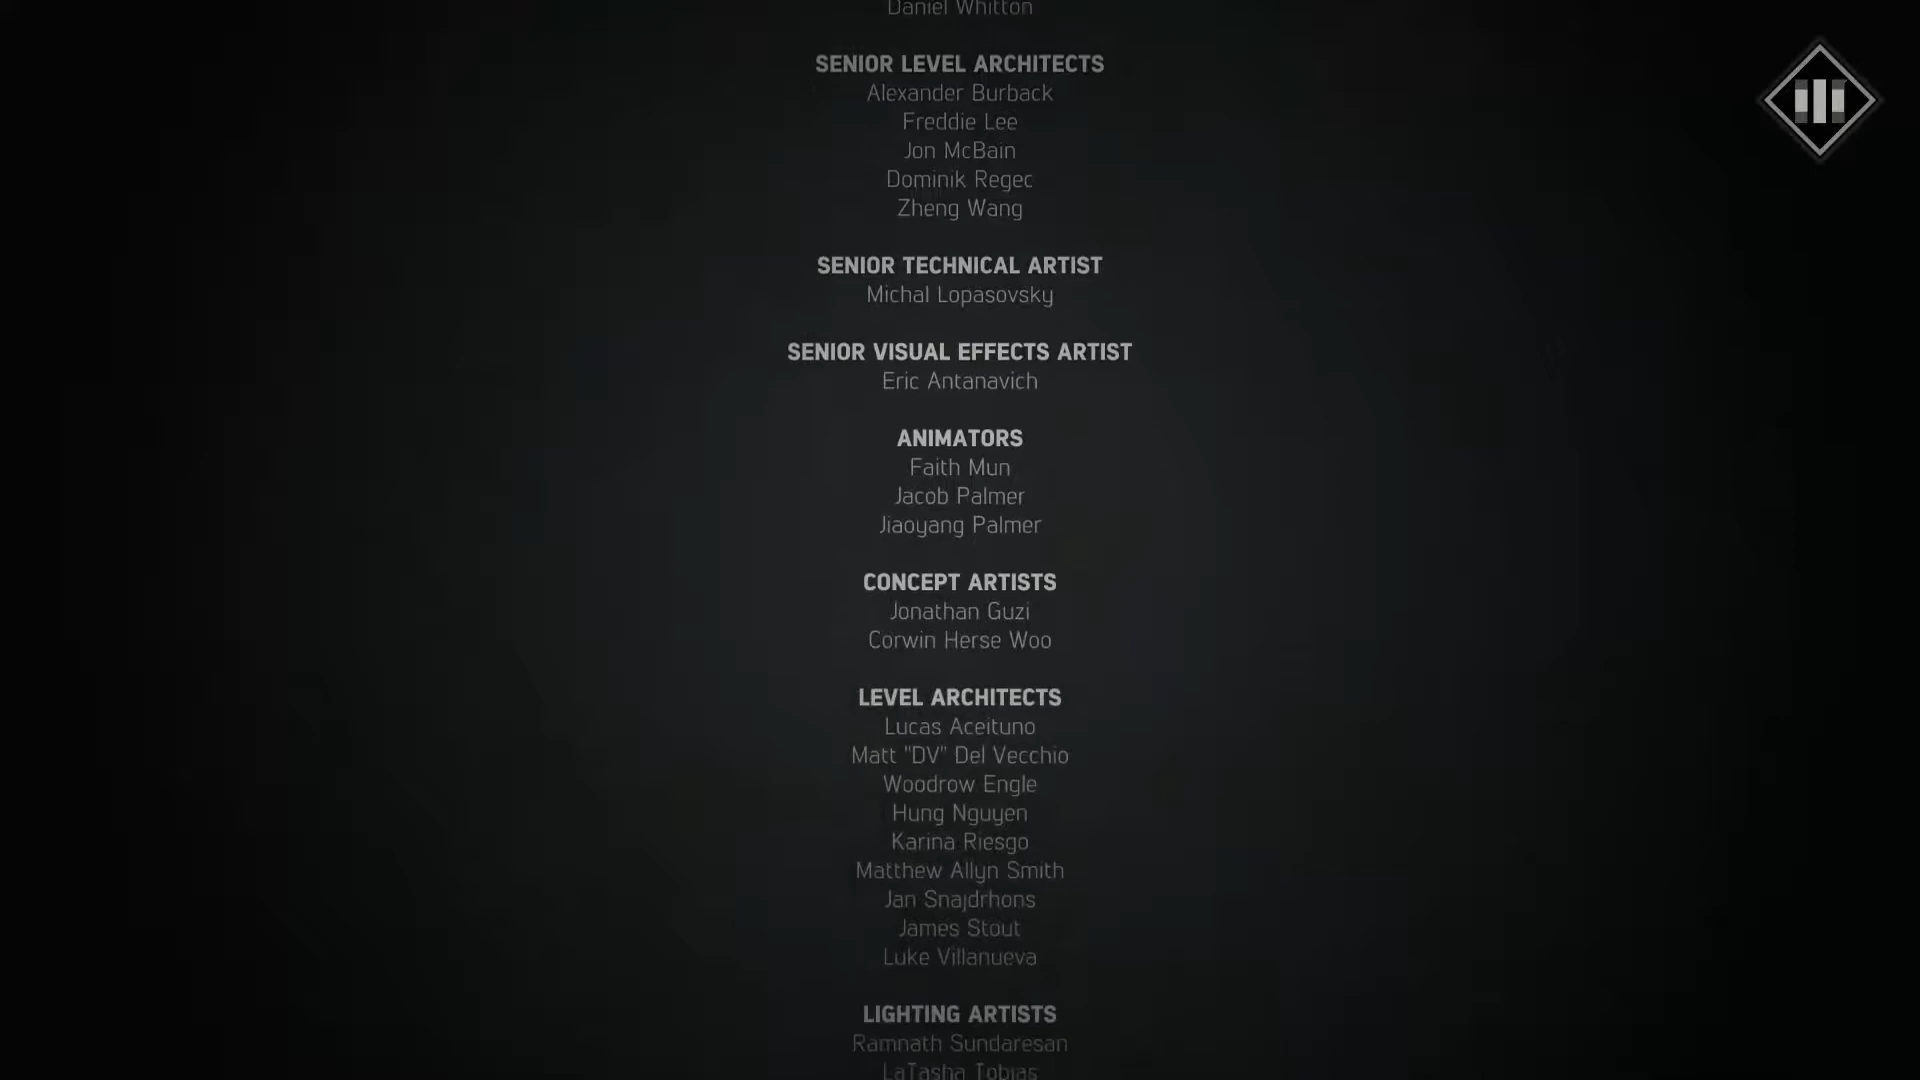 Daniel Whitton
SENIOR LEVEL ARCHITECTS
Alexander Burback
Freddie Lee
Jon McBain
Dominik Regec
Zheng Wang
SENIOR TECHNICAL ARTIST
Michal Lopasovsky
SENIOR VISUAL EFFECTS ARTIST
Eric Antanavich
ANIMATORS
Faith Mun
Jacob Palmer
Jiaoyang Palmer
CONCEPT ARTISTS
Jonathan Guzi
Corwin Herse Woo
LEVEL ARCHITECTS
Lucas Aceituno
Matt "DV" Del Vecchio
Woodrow Engle
Hung Nguyen
Karina Riesgo
Matthew Allyn Smith
Jan Snajdrhons
James Stout
Luke Villanueva
LIGHTING ARTISTS
Ramnath Sundaresan
LaTasha Tobias